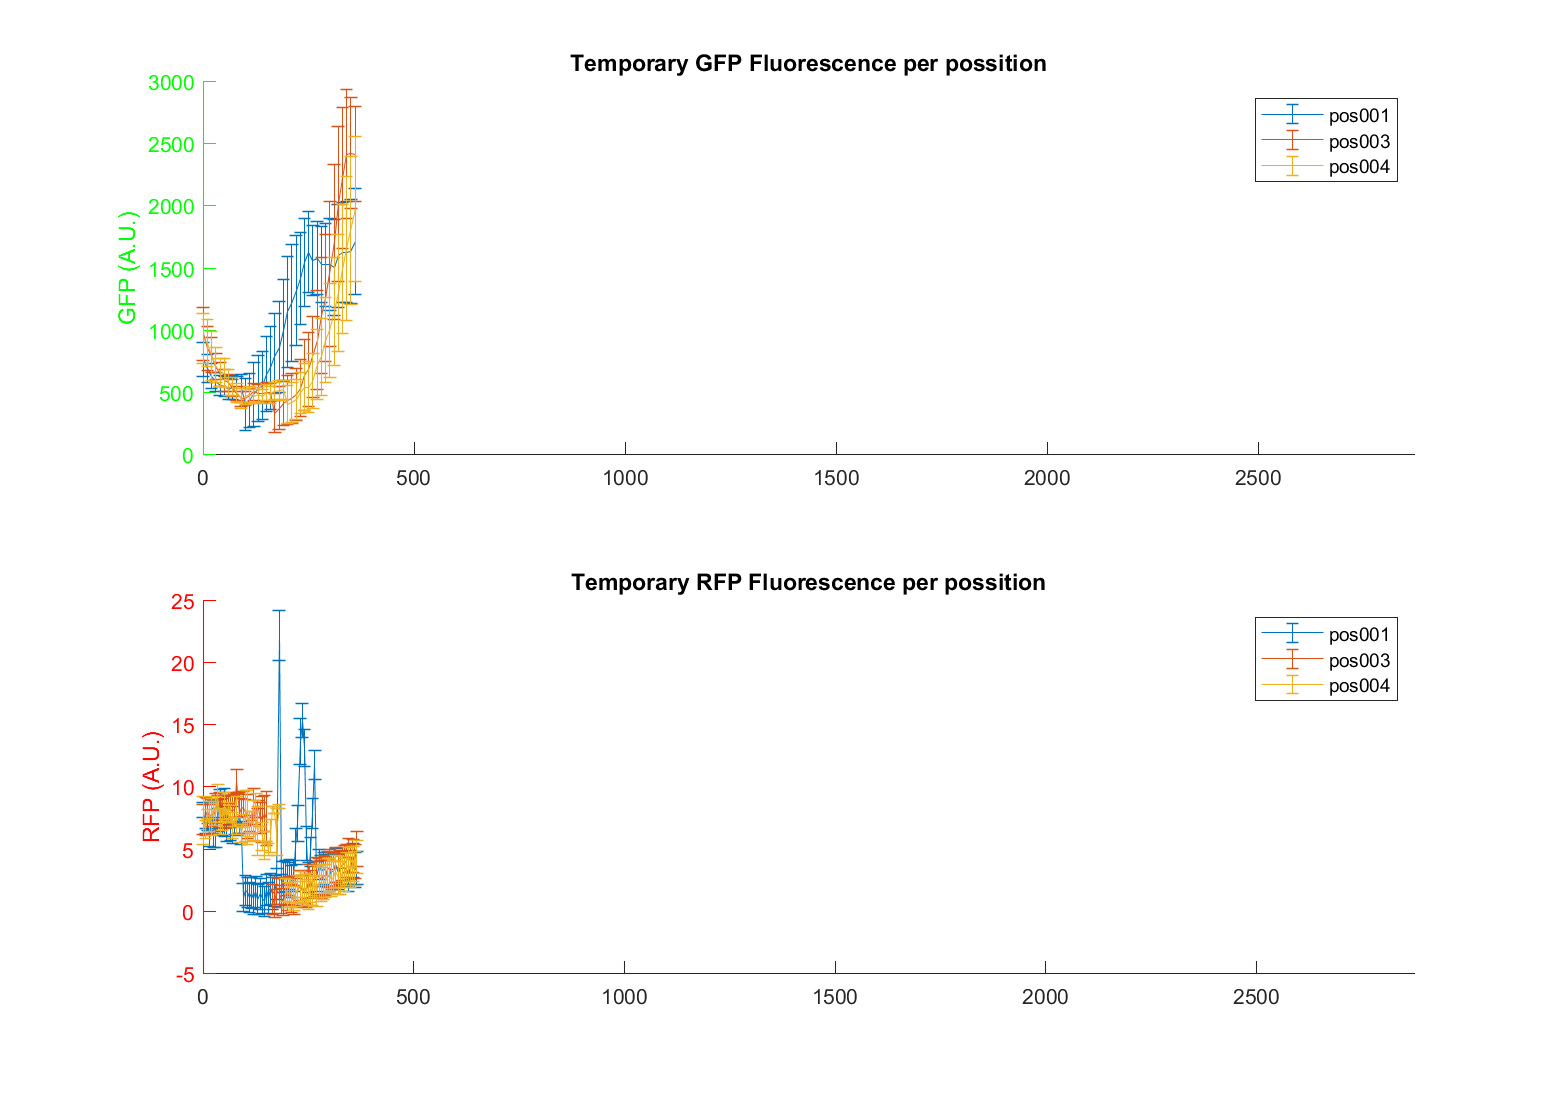 Temporary GFP Fluorescence per possition
3000
2500
2000
1500
1000
500
0
GFP (A.U.)
0 500 1000 1500 2000 2500
pos001
pos003
pos004
Temporary RFP Fluorescence per possition
25
20
15
10
5
0
-5
RFP (A.U.)
0 500 1000 1500 2000 2500
pos001
pos003
pos004